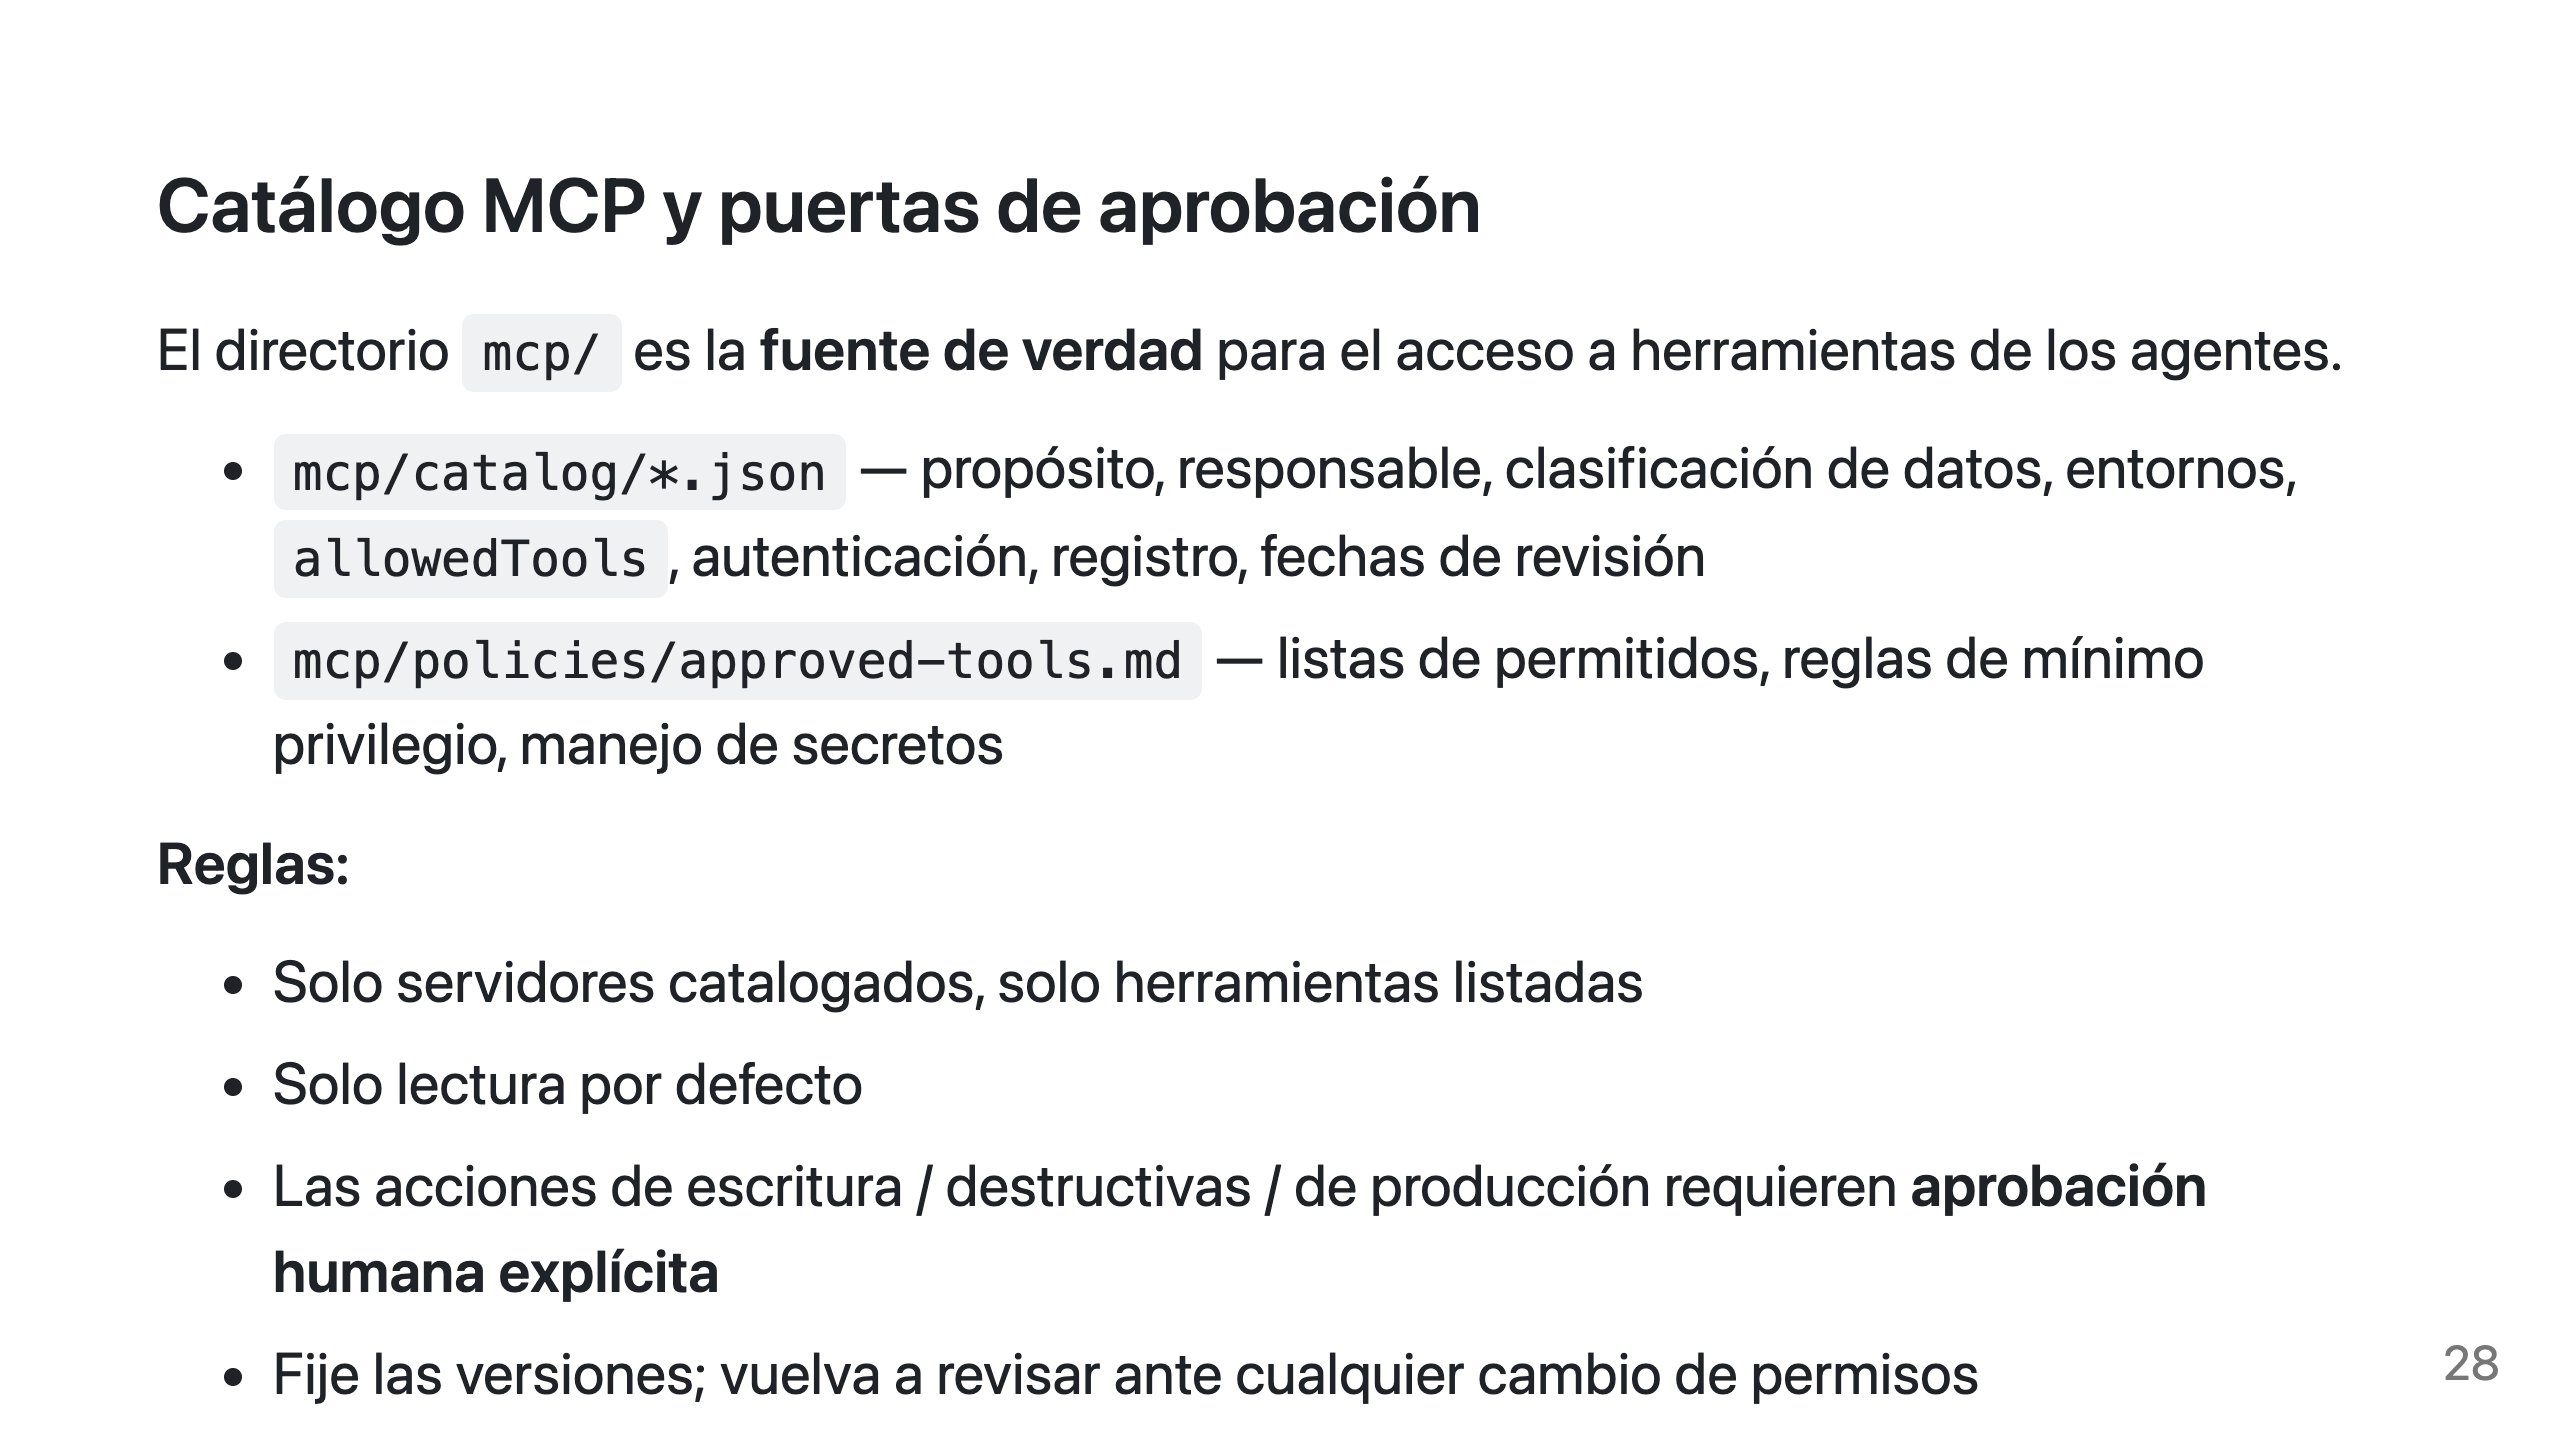 Catálogo MCP y puertas de aprobación
El directorio mcp/ es la fuente de verdad para el acceso a herramientas de los agentes.
• mcp/catalog/*.json — propósito, responsable, clasificación de datos, entornos,
allowedTools, autenticación, registro, fechas de revisión
• mcp/policies/approved-tools.md — listas de permitidos, reglas de mínimo
privilegio, manejo de secretos
Reglas:
• Solo servidores catalogados, solo herramientas listadas
• Solo lectura por defecto
• Las acciones de escritura / destructivas / de producción requieren aprobación
humana explícita
• Fije las versiones; vuelva a revisar ante cualquier cambio de permisos
28